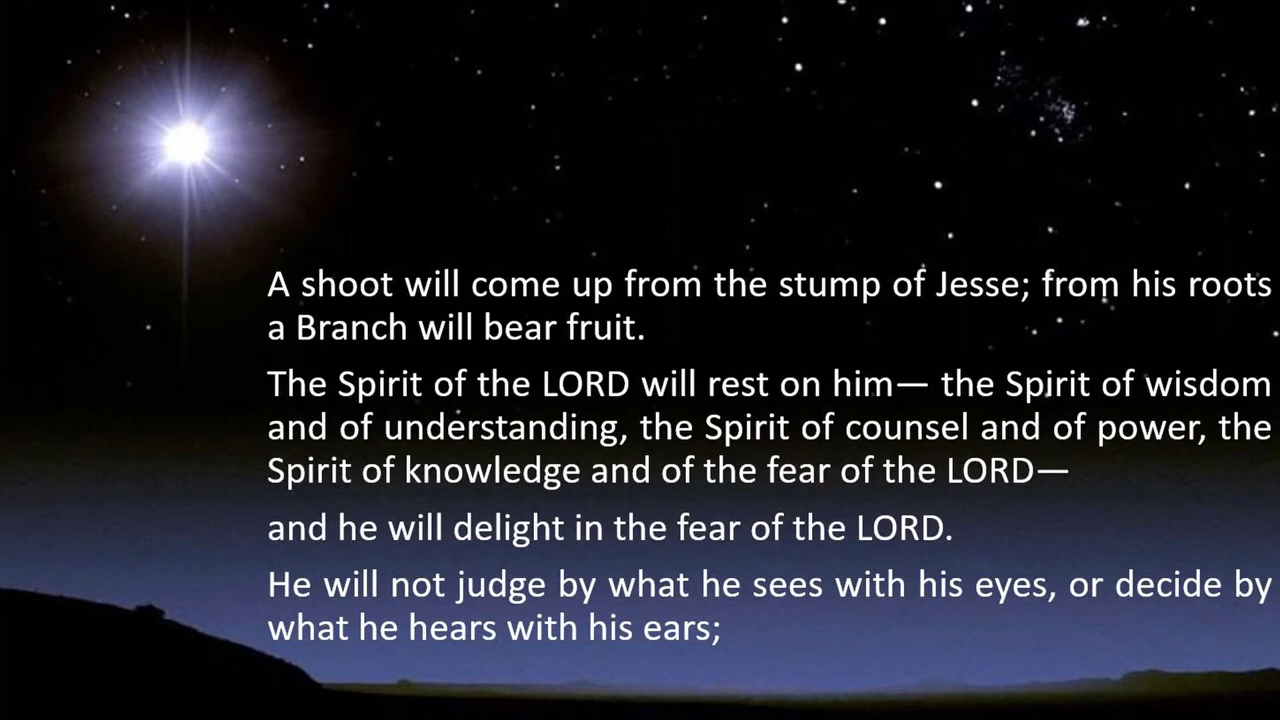 A shoot will come up from the stump of Jesse; from his roots
a Branch will bear fruit.
The Spirit of the LORD will rest on him— the Spirit of wisdom
and of understanding, the Spirit of counsel and of power, the
Spirit of knowledge and of the fear of the LORD—
and he will delight in the fear of the LORD.
He will not judge by what he sees with his eyes, or decide by
what he hears with his ears;